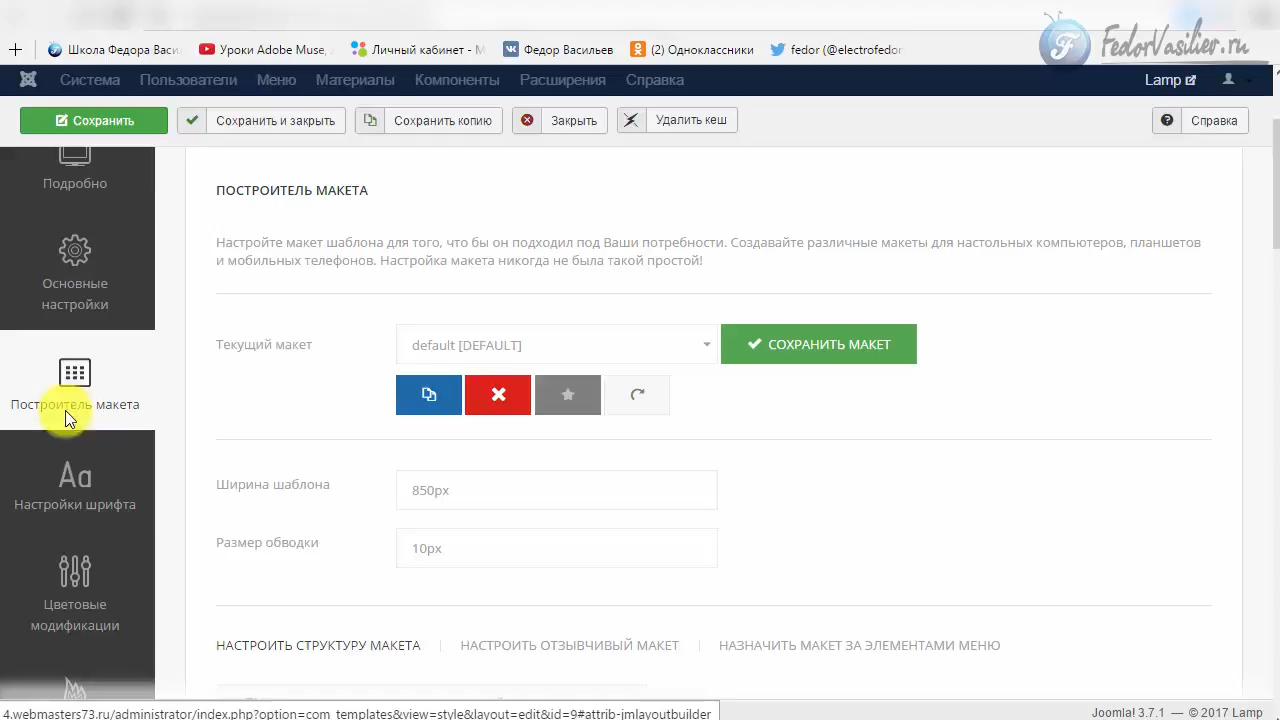 Школа Федора Васил
Уроки Adobe Muse,
Личный кабинет - М
Федор Васильев
(2) Одноклассники
fedor (@electrofedor
FedorVasiliev.ru
Система Пользователи Меню Материалы Компоненты Расширения Справка
Lamp
Сохранить
Сохранить и закрыть
Сохранить копию
Закрыть
Удалить кеш
Справка
Подробно
Основные
настройки
Построитель макета
Настройки шрифта
Цветовые
модификации
ПОСТРОИТЕЛЬ МАКЕТА
Настройте макет шаблона для того, что бы он подходил под Ваши потребности. Создавайте различные макеты для настольных компьютеров, планшетов
и мобильных телефонов. Настройка макета никогда не была такой простой!
Текущий макет
default [DEFAULT]
СОХРАНИТЬ МАКЕТ
Ширина шаблона
850px
Размер обводки
10px
НАСТРОИТЬ СТРУКТУРУ МАКЕТА
НАСТРОИТЬ ОТЗЫВЧИВЫЙ МАКЕТ
НАЗНАЧИТЬ МАКЕТ ЗА ЭЛЕМЕНТАМИ МЕНЮ
4.webmasters73.ru/administrator/index.php?option=com_templates&view=style&layout=edit&id=9#attrib-jmlayoutbuilder
Joomla! 3.7.1 — © 2017 Lamp